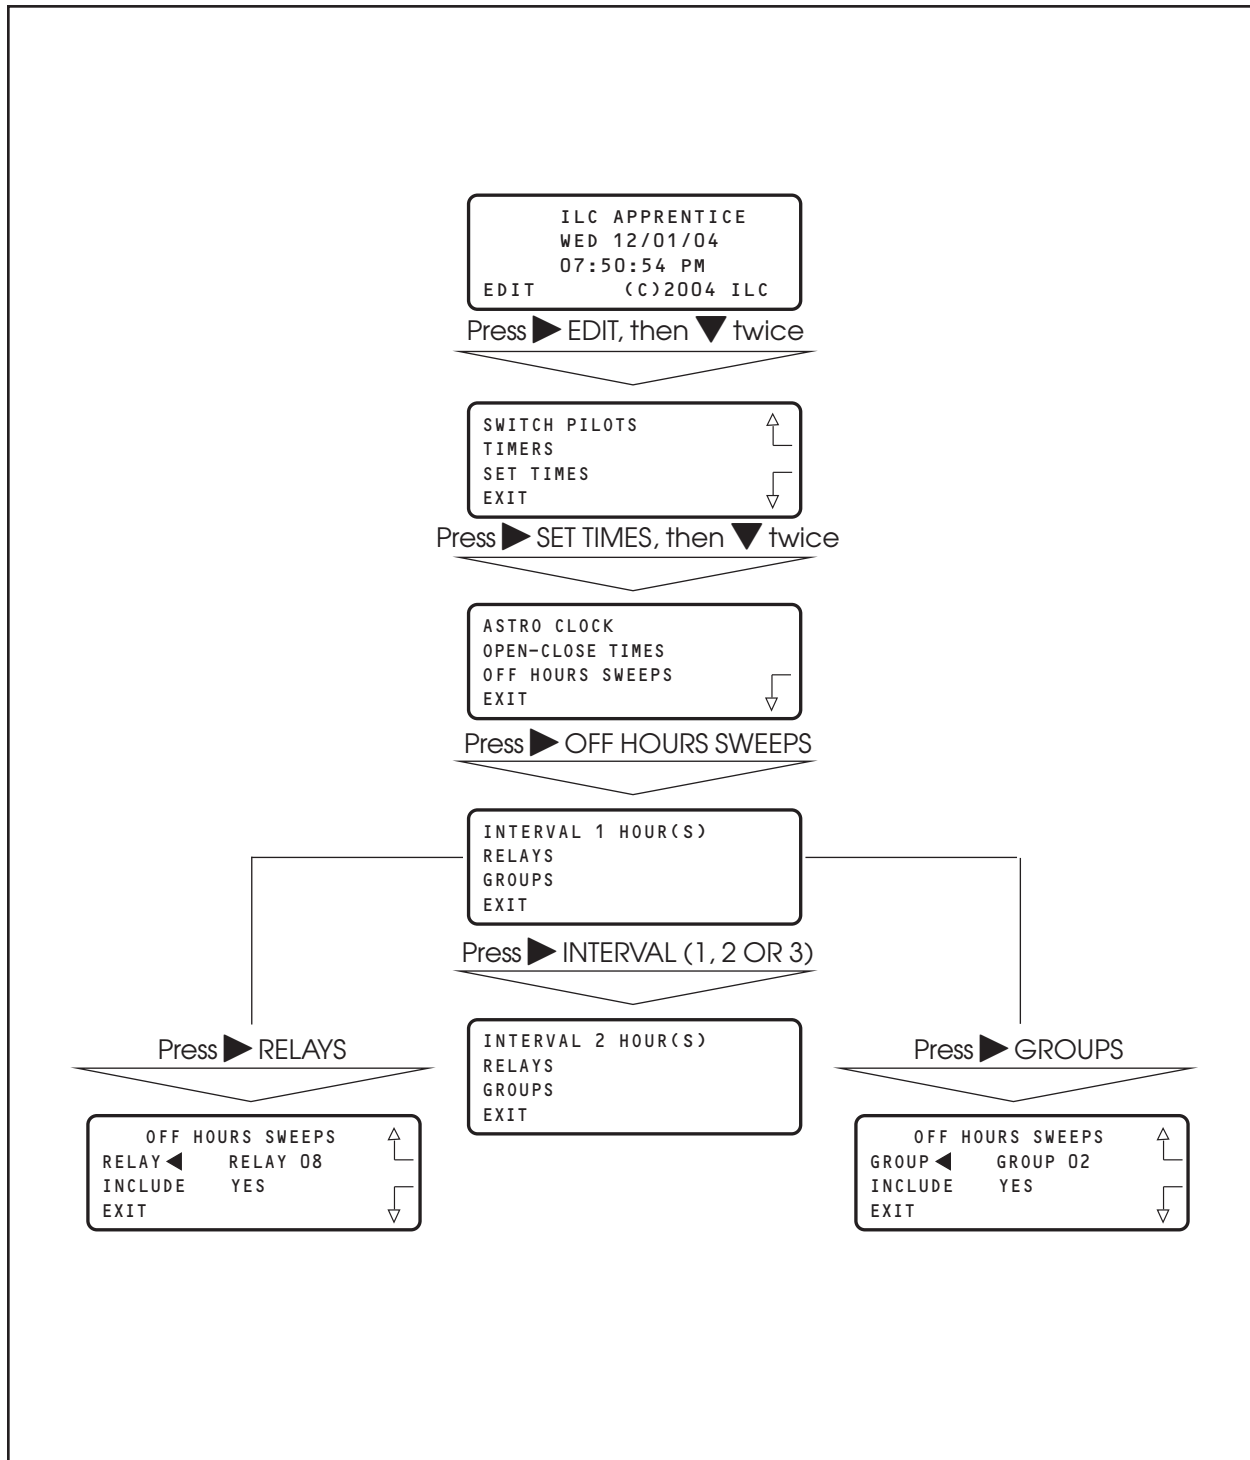 ILC APPRENTICE
WED 12/01/04
07:50:54 PM
EDIT (C)2004 ILC
Press ▶ EDIT, then ▼ twice
SWITCH PILOTS
TIMERS
SET TIMES
EXIT
Press ▶ SET TIMES, then ▼ twice
ASTRO CLOCK
OPEN-CLOSE TIMES
OFF HOURS SWEEPS
EXIT
Press ▶ OFF HOURS SWEEPS
INTERVAL 1 HOUR(S)
RELAYS
GROUPS
EXIT
Press ▶ INTERVAL (1, 2 OR 3)
INTERVAL 2 HOUR(S)
RELAYS
GROUPS
EXIT
Press ▶ RELAYS
OFF HOURS SWEEPS
RELAY ◀ RELAY 08
INCLUDE YES
EXIT
Press ▶ GROUPS
OFF HOURS SWEEPS
GROUP ◀ GROUP 02
INCLUDE YES
EXIT